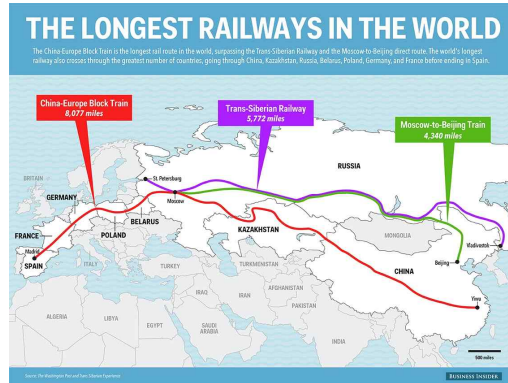 THE LONGEST RAILWAYS IN THE WORLD
The China-Europe Block Train is the longest rail route in the world, surpassing the Trans-Siberian Railway and the Moscow-to-Beijing direct route. The world's longest
railway also crosses through the greatest number of countries, going through China, Kazakhstan, Russia, Belarus, Poland, Germany, and France before ending in Spain.
China-Europe Block Train
8,077 miles
Trans-Siberian Railway
5,772 miles
Moscow-to-Beijing Train
4,340 miles
RUSSIA
BRITAIN
St. Petersburg
GERMANY
Moscow
BELARUS
FRANCE
POLAND
KAZAKHSTAN
MONGOLIA
Vladivostok
Madrid
SPAIN
ITALY
TURKEY
TURKMENISTAN
CHINA
Beijing
IRAQ
IRAN
AFGHANISTAN
PAKISTAN
Yiwu
ALGERIA
LIBYA
EGYPT
SAUDI
ARABIA
INDIA
500 miles
Source: The Washington Post and Trans-Siberian Experience
BUSINESS INSIDER